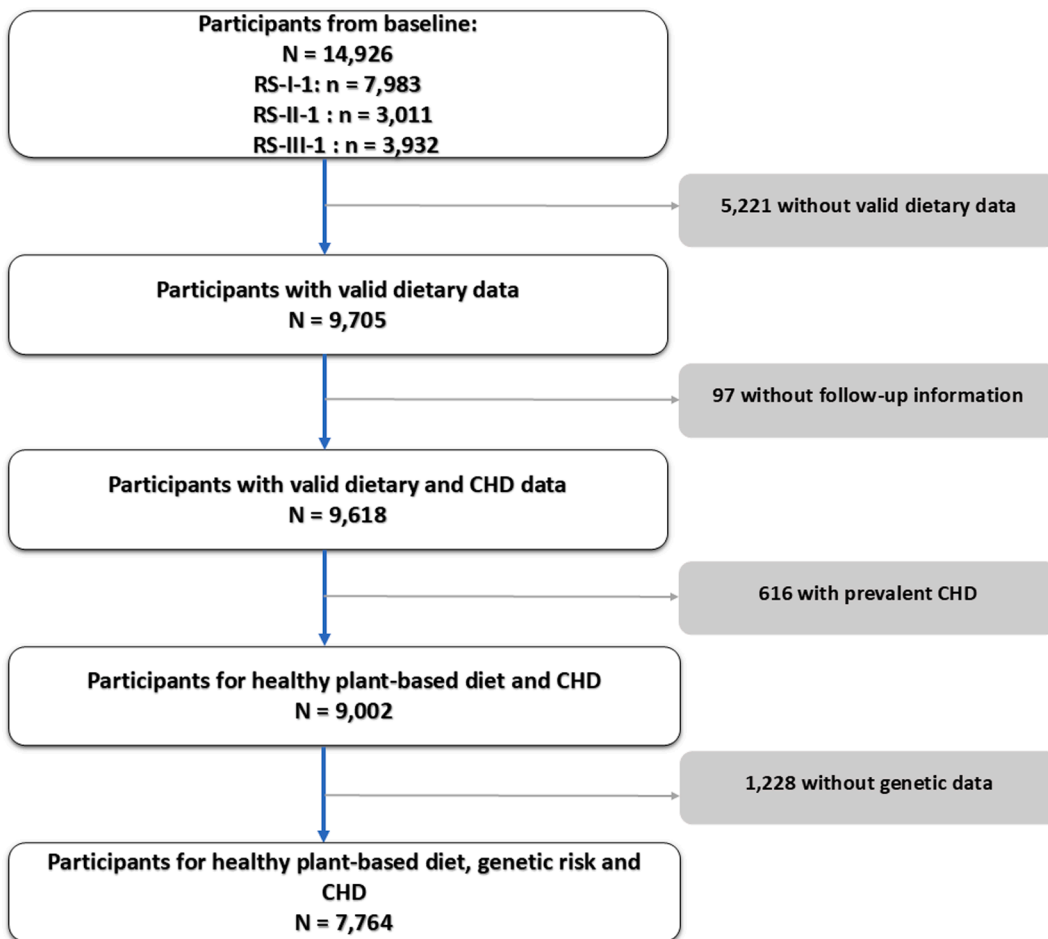 Participants from baseline:
N = 14,926
RS-I-1: n = 7,983
RS-II-1 : n = 3,011
RS-III-1 : n = 3,932
5,221 without valid dietary data
Participants with valid dietary data
N = 9,705
97 without follow-up information
Participants with valid dietary and CHD data
N = 9,618
616 with prevalent CHD
Participants for healthy plant-based diet and CHD
N = 9,002
1,228 without genetic data
Participants for healthy plant-based diet, genetic risk and
CHD
N = 7,764